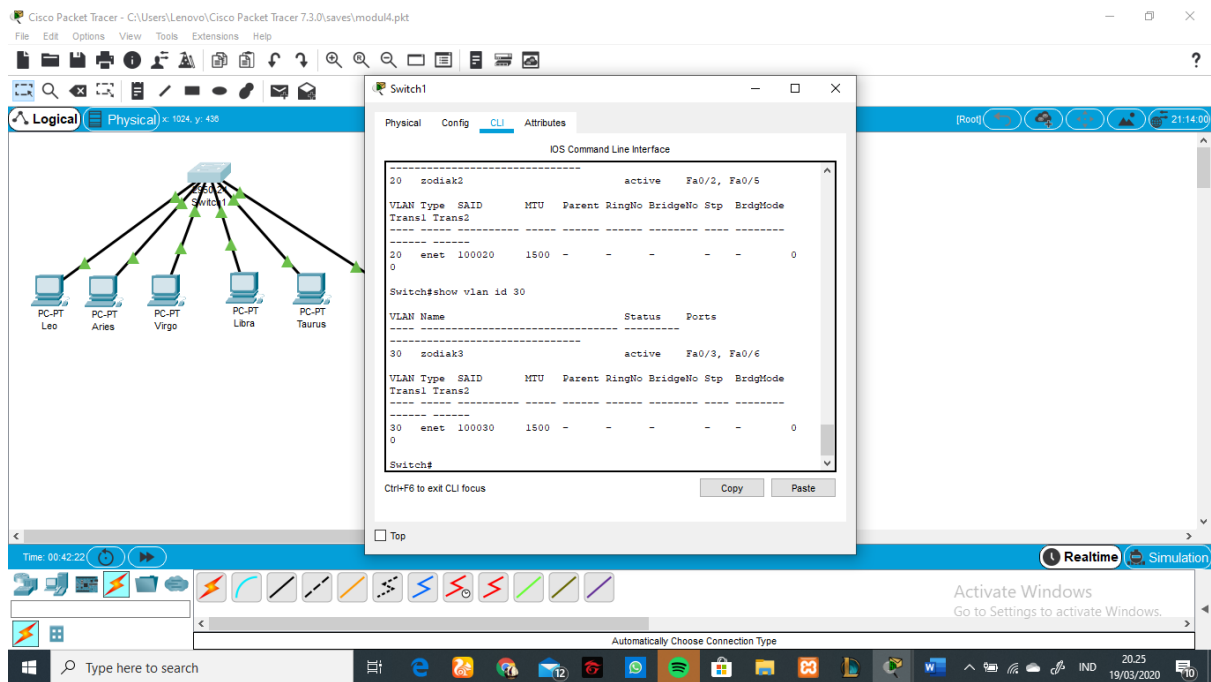 Cisco Packet Tracer - C:\Users\Lenovo\Cisco Packet Tracer 7.3.0\saves\modul4.pkt
File Edit Options View Tools Extensions Help
?
Logical Physical x: 1024, y: 436
[Root] 21:14:00
2950-24
Switch1
PC-PT
Leo
PC-PT
Aries
PC-PT
Virgo
PC-PT
Libra
PC-PT
Taurus
Switch1
Physical Config CLI Attributes
IOS Command Line Interface
--------------------------------
20 zodiak2 active Fa0/2, Fa0/5
VLAN Type SAID MTU Parent RingNo BridgeNo Stp BrdgMode
Trans1 Trans2
---- ----- ---------- ----- ------ ------ -------- ---- --------
------ ------
20 enet 100020 1500 - - - - - 0
0
Switch#show vlan id 30
VLAN Name Status Ports
---- -------------------------------- ---------
-------------------------------
30 zodiak3 active Fa0/3, Fa0/6
VLAN Type SAID MTU Parent RingNo BridgeNo Stp BrdgMode
Trans1 Trans2
---- ----- ---------- ----- ------ ------ -------- ---- --------
------ ------
30 enet 100030 1500 - - - - - 0
0
Switch#
Ctrl+F6 to exit CLI focus
Copy Paste
Top
Time: 00:42:22
Realtime Simulation
Activate Windows
Go to Settings to activate Windows.
Automatically Choose Connection Type
Type here to search
12
IND
20.25
19/03/2020
10